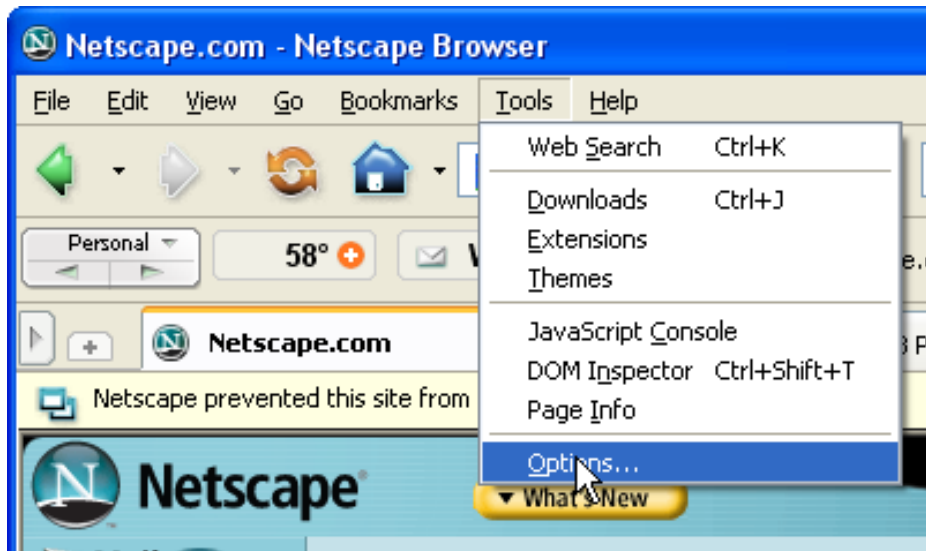 Netscape.com - Netscape Browser
File Edit View Go Bookmarks Tools Help
Web Search Ctrl+K
Downloads Ctrl+J
Extensions
Themes
JavaScript Console
DOM Inspector Ctrl+Shift+T
Page Info
Options...
Personal 58°
Netscape.com
Netscape prevented this site from
Netscape
What's New